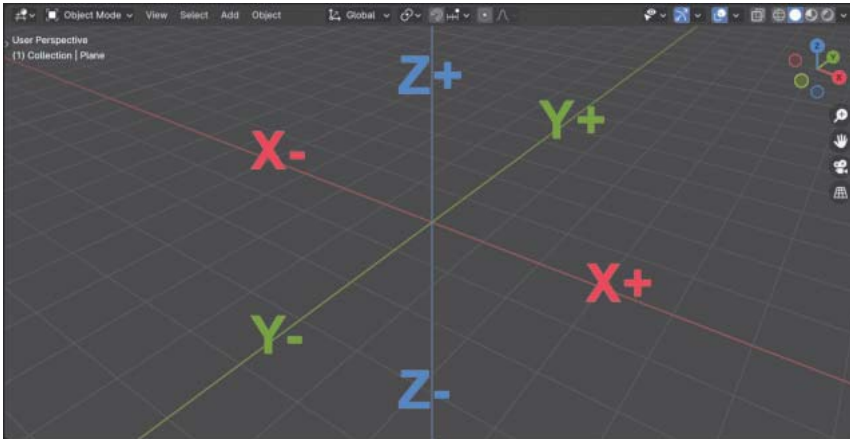 Object Mode View Select Add Object Global
User Perspective
(1) Collection | Plane
Z
Y
X
Z+
Y+
X-
X+
Y-
Z-